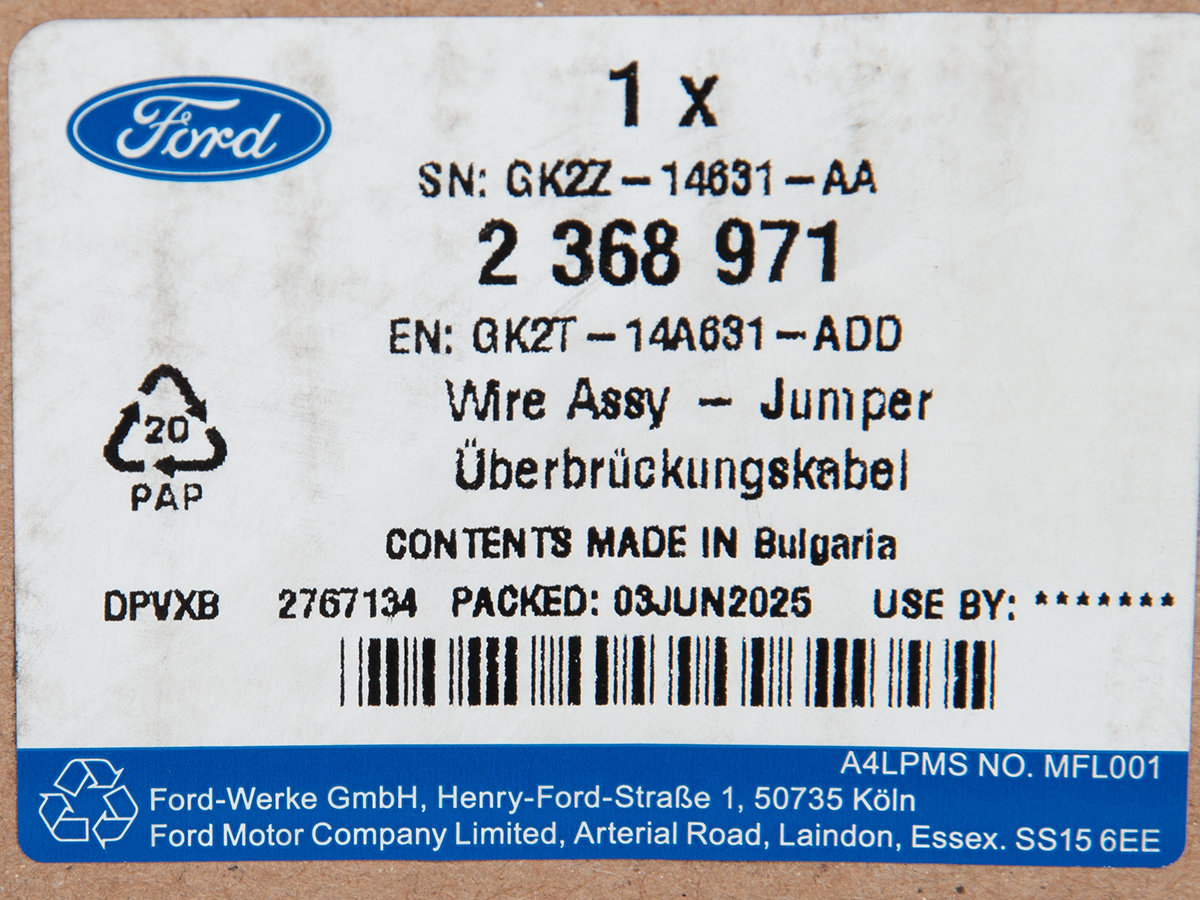 Ford
1 x
SN: GK2Z-14631-AA
2 368 971
EN: GK2T-14A631-ADD
Wire Assy - Jumper
Überbrückungskabel
20
PAP
CONTENTS MADE IN Bulgaria
DPVXB 2767134 PACKED: 03JUN2025 USE BY: *******
A4LPMS NO. MFL001
Ford-Werke GmbH, Henry-Ford-Straße 1, 50735 Köln
Ford Motor Company Limited, Arterial Road, Laindon, Essex. SS15 6EE